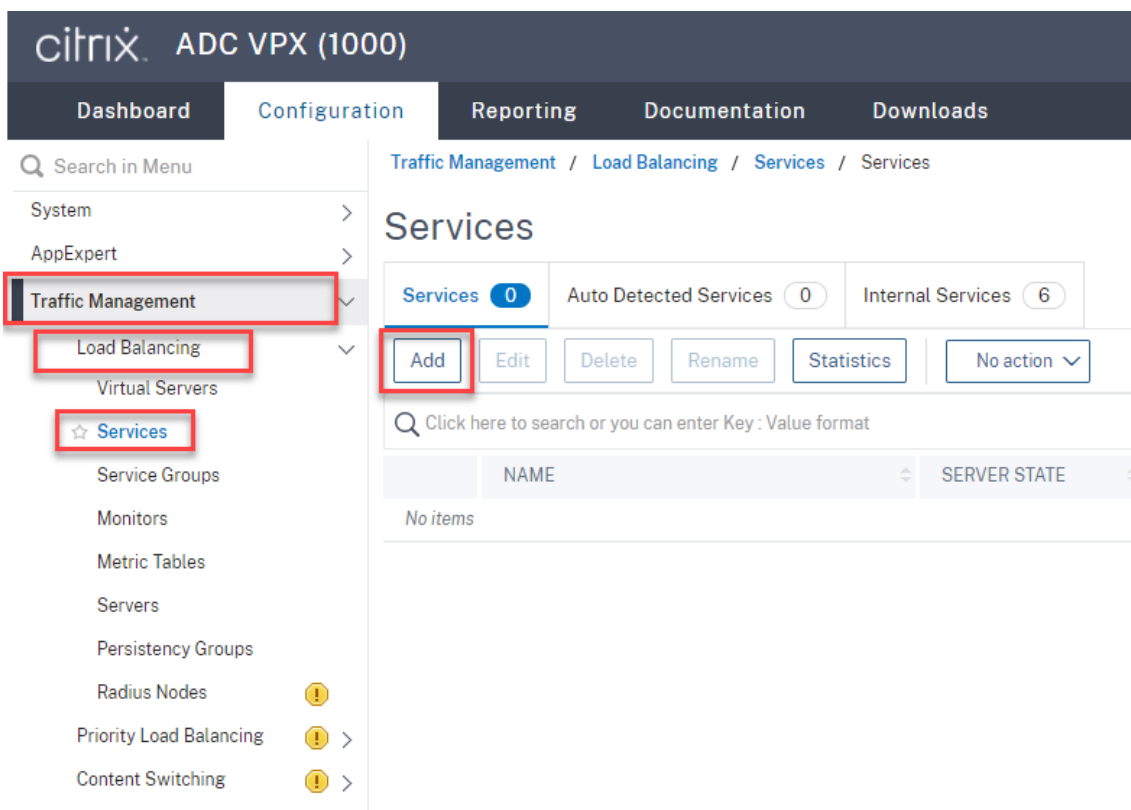 citrix. ADC VPX (1000)
Dashboard Configuration Reporting Documentation Downloads
Search in Menu
System
AppExpert
Traffic Management
Load Balancing
Virtual Servers
Services
Service Groups
Monitors
Metric Tables
Servers
Persistency Groups
Radius Nodes
Priority Load Balancing
Content Switching
Traffic Management / Load Balancing / Services / Services
Services
Services 0 Auto Detected Services 0 Internal Services 6
Add Edit Delete Rename Statistics No action
Click here to search or you can enter Key : Value format
NAME SERVER STATE
No items